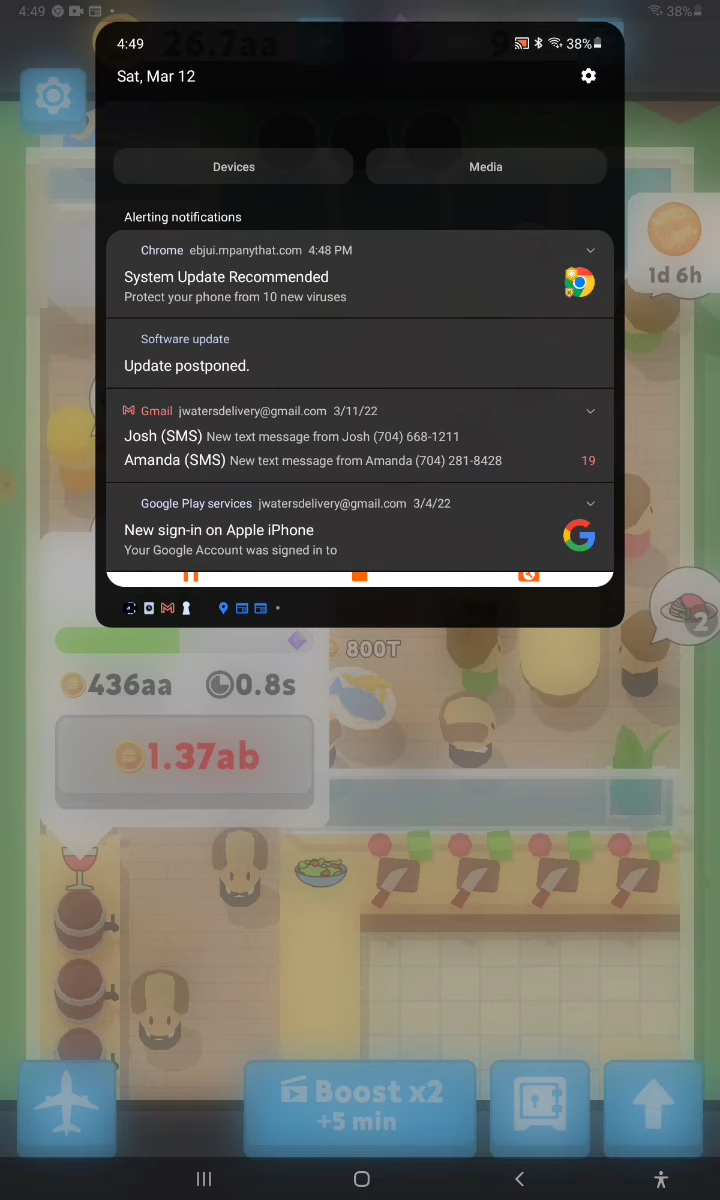 4:49
38%
26.7aa
9
4:49
38%
Sat, Mar 12
Devices
Media
Alerting notifications
Chrome ebjui.mpanythat.com 4:48 PM
System Update Recommended
Protect your phone from 10 new viruses
1d 6h
Software update
Update postponed.
Gmail jwatersdelivery@gmail.com 3/11/22
Josh (SMS) New text message from Josh (704) 668-1211
Amanda (SMS) New text message from Amanda (704) 281-8428
19
Google Play services jwatersdelivery@gmail.com 3/4/22
New sign-in on Apple iPhone
Your Google Account was signed in to
2
800T
436aa
0.8s
1.37ab
Boost x2
+5 min